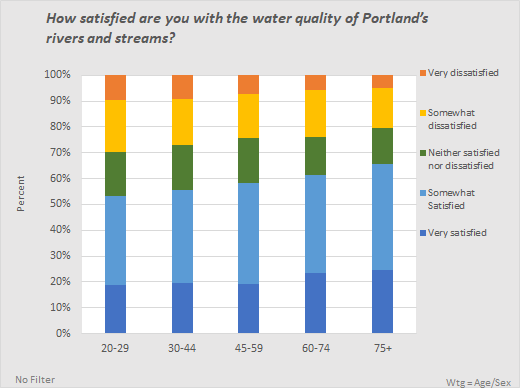 How satisfied are you with the water quality of Portland's
rivers and streams?
100%
90%
80%
70%
60%
50%
40%
30%
20%
10%
0%
Percent
20-29
30-44
45-59
60-74
75+
Very dissatisfied
Somewhat
dissatisfied
Neither satisfied
nor dissatisfied
Somewhat
Satisfied
Very satisfied
No Filter
Wtg = Age/Sex